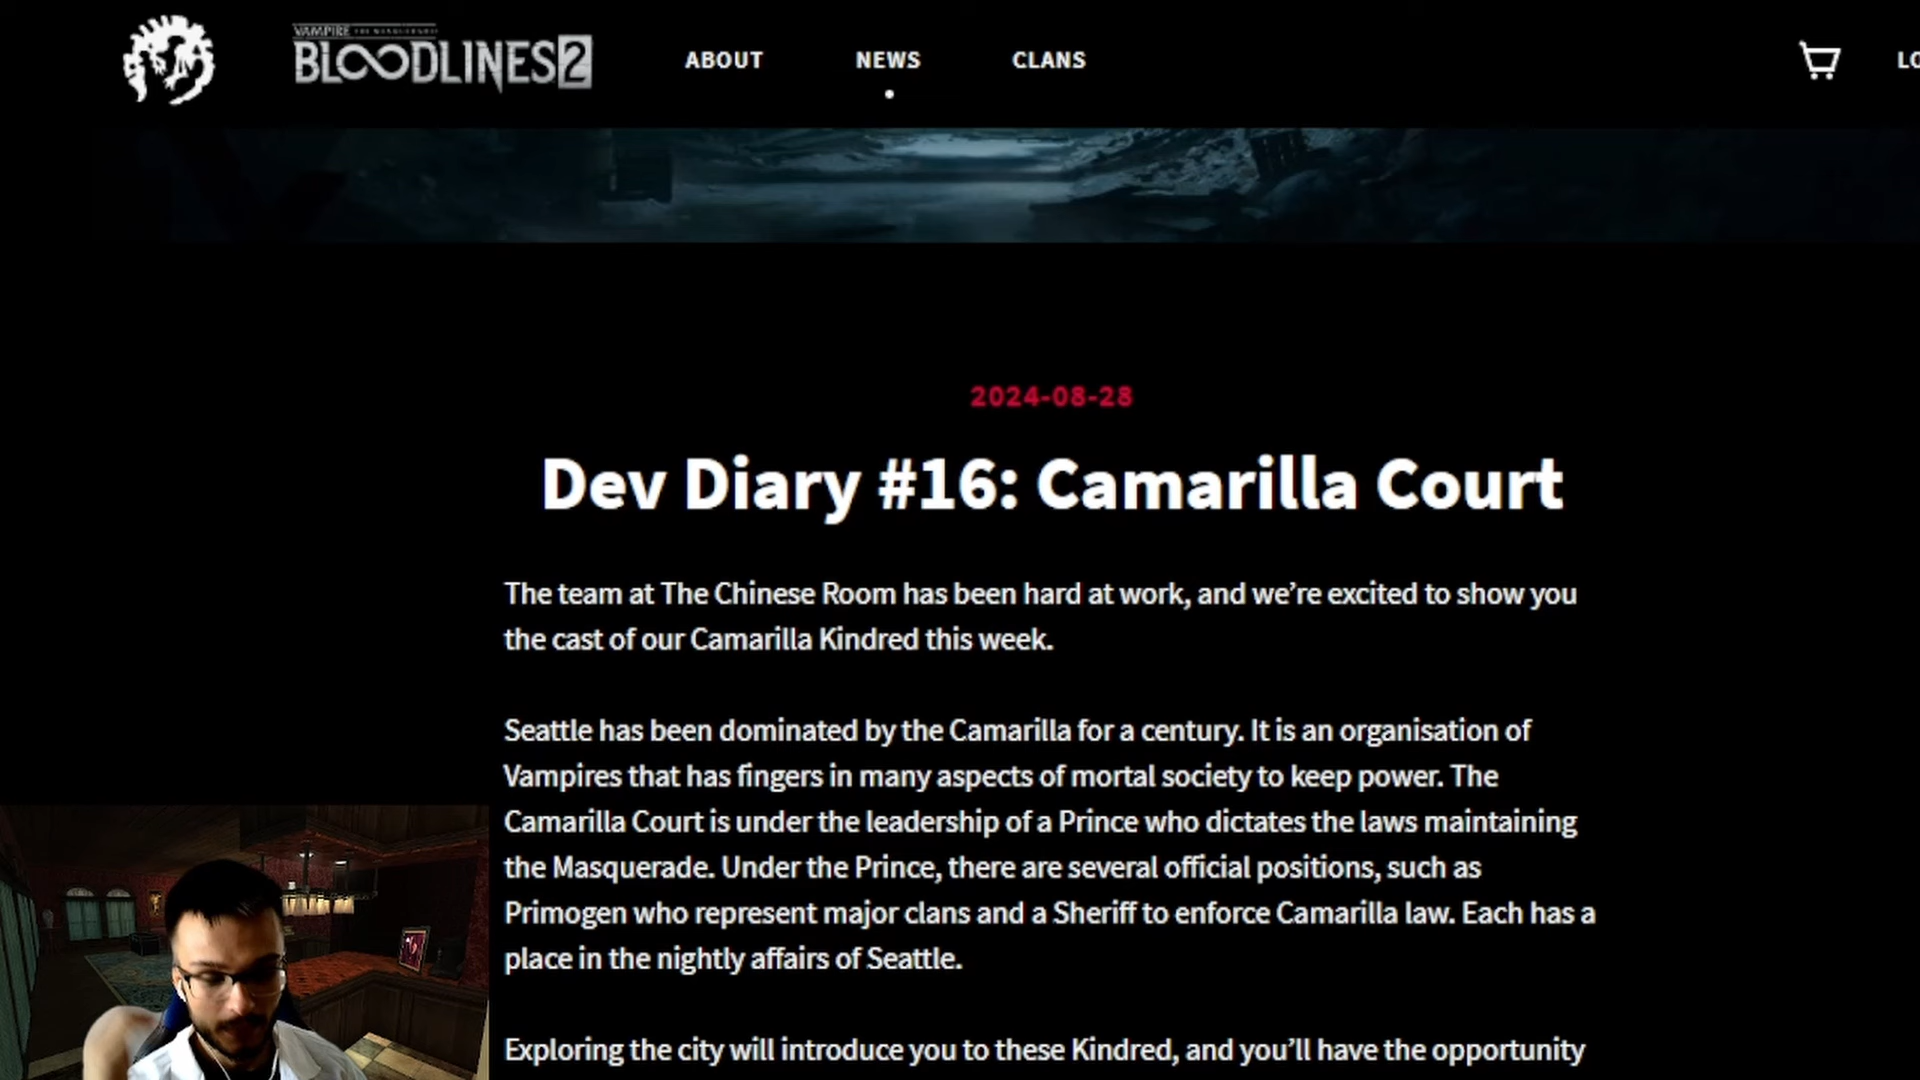 VAMPIRE THE MASQUERADE
BLOODLINES 2
ABOUT
NEWS
CLANS
LO
2024-08-28
Dev Diary #16: Camarilla Court
The team at The Chinese Room has been hard at work, and we’re excited to show you
the cast of our Camarilla Kindred this week.
Seattle has been dominated by the Camarilla for a century. It is an organisation of
Vampires that has fingers in many aspects of mortal society to keep power. The
Camarilla Court is under the leadership of a Prince who dictates the laws maintaining
the Masquerade. Under the Prince, there are several official positions, such as
Primogen who represent major clans and a Sheriff to enforce Camarilla law. Each has a
place in the nightly affairs of Seattle.
Exploring the city will introduce you to these Kindred, and you’ll have the opportunity